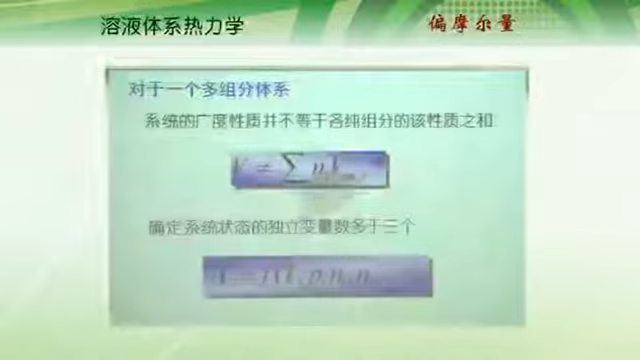 溶液体系热力学
偏摩尔量
对于一个多组分体系
系统的广度性质并不等于各纯组分的该性质之和
V ≠ ∑ n
确定系统状态的独立变量数多于三个